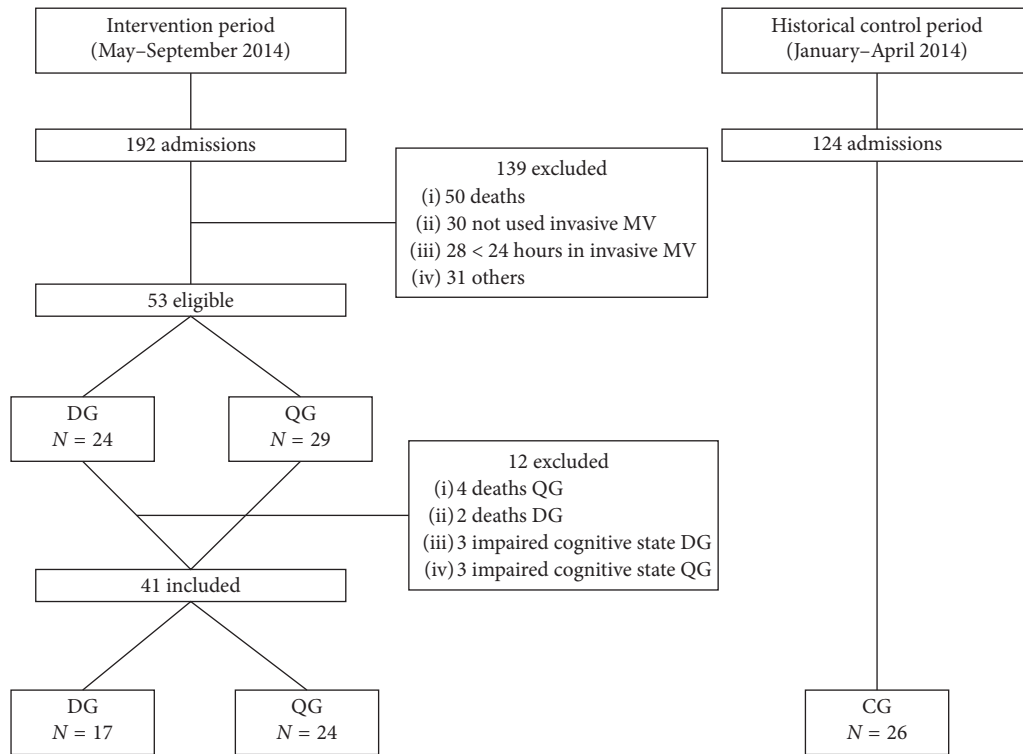 Intervention period
(May–September 2014)
Historical control period
(January–April 2014)
192 admissions
124 admissions
139 excluded
(i) 50 deaths
(ii) 30 not used invasive MV
(iii) 28 < 24 hours in invasive MV
(iv) 31 others
53 eligible
DG
N = 24
QG
N = 29
12 excluded
(i) 4 deaths QG
(ii) 2 deaths DG
(iii) 3 impaired cognitive state DG
(iv) 3 impaired cognitive state QG
41 included
DG
N = 17
QG
N = 24
CG
N = 26